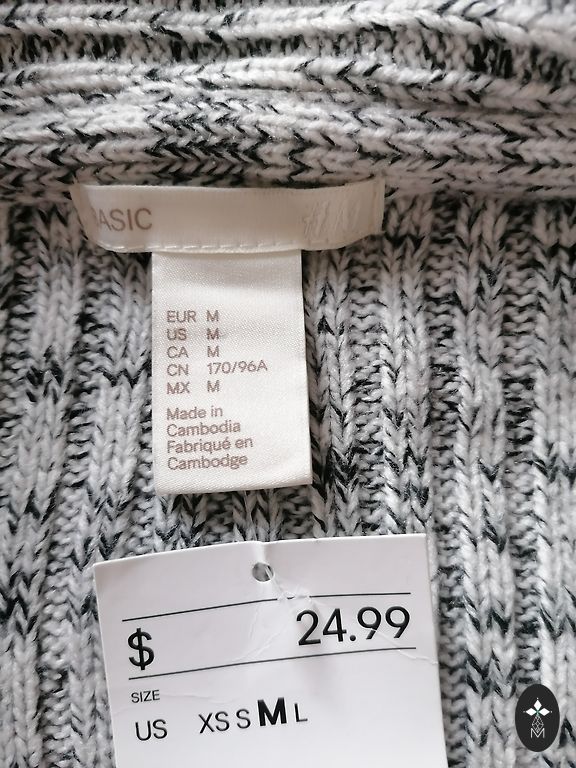 BASIC H&M
EUR M
US M
CA M
CN 170/96A
MX M
Made in
Cambodia
Fabriqué en
Cambodge
$ 24.99
SIZE
US XS S M L
M